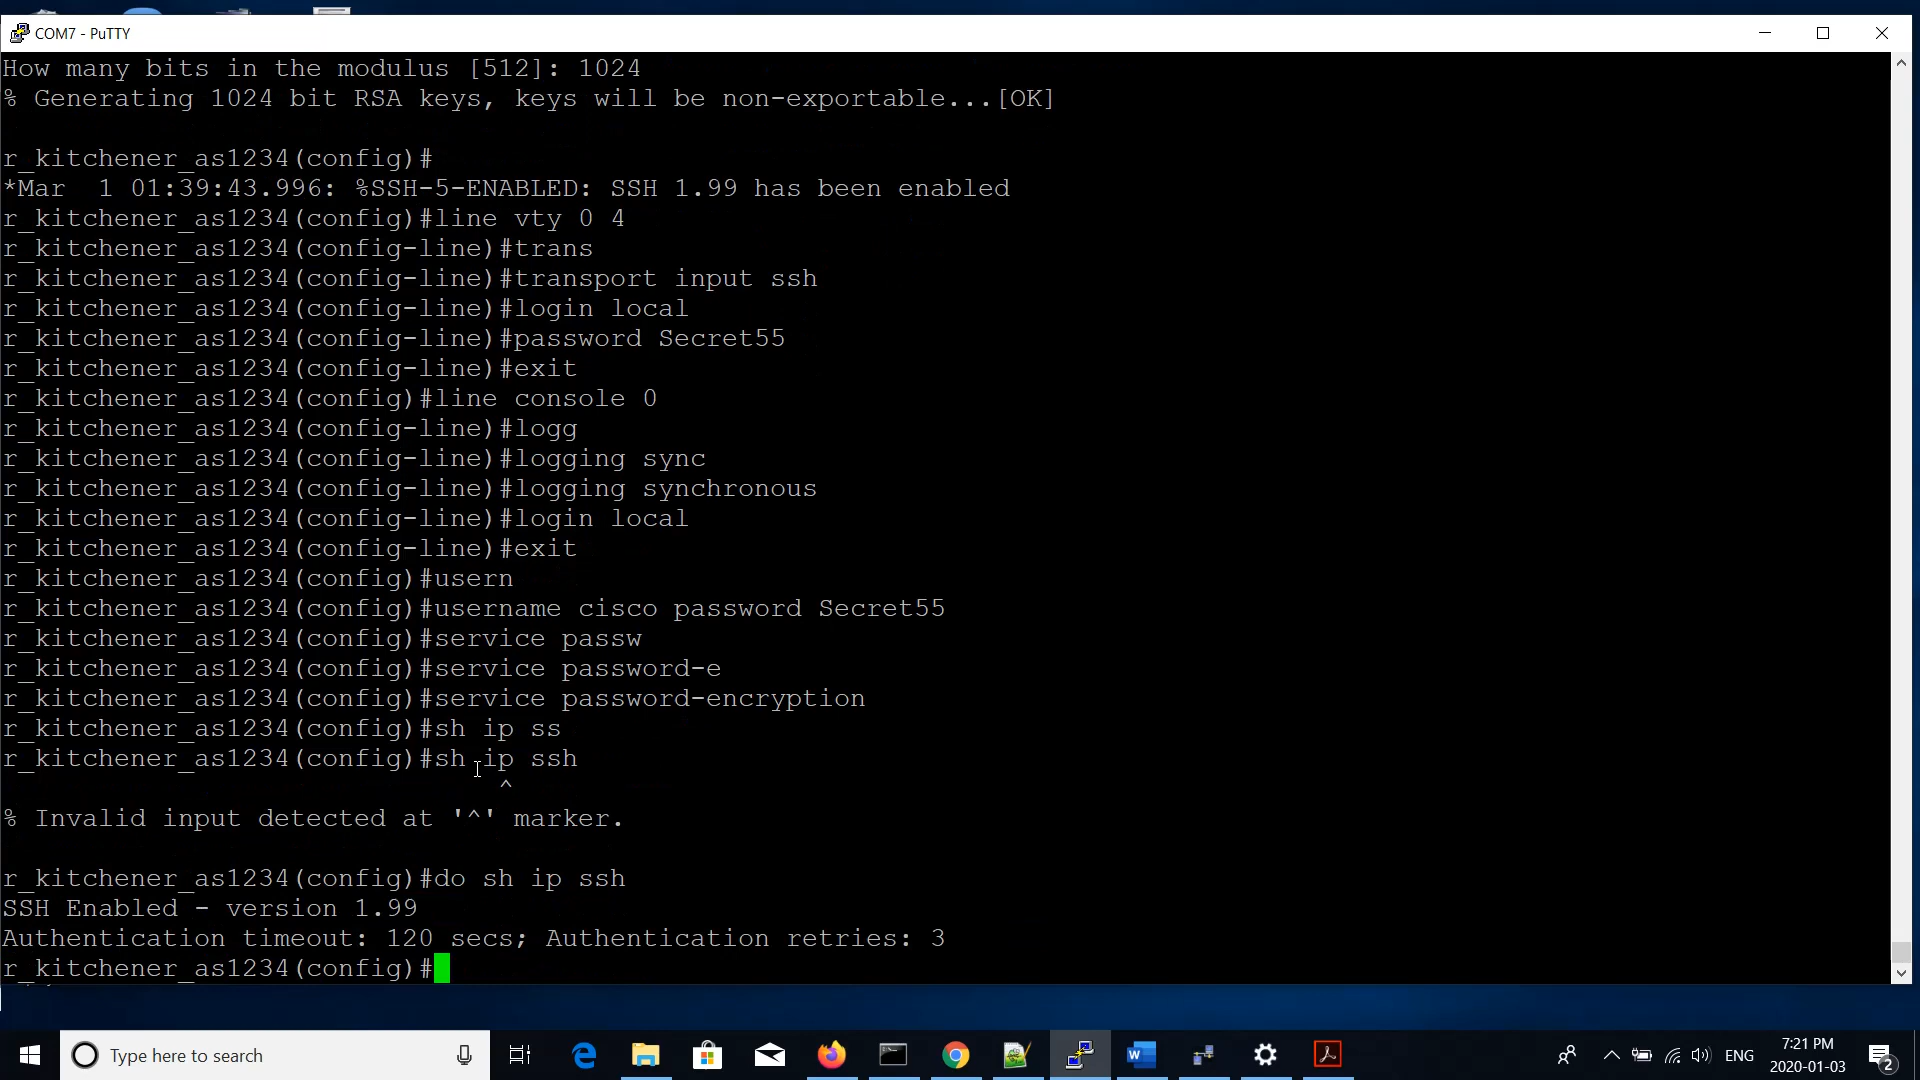 COM7 - PuTTY
How many bits in the modulus [512]: 1024
% Generating 1024 bit RSA keys, keys will be non-exportable...[OK]
r_kitchener_as1234(config)#
*Mar  1 01:39:43.996: %SSH-5-ENABLED: SSH 1.99 has been enabled
r_kitchener_as1234(config)#line vty 0 4
r_kitchener_as1234(config-line)#trans
r_kitchener_as1234(config-line)#transport input ssh
r_kitchener_as1234(config-line)#login local
r_kitchener_as1234(config-line)#password Secret55
r_kitchener_as1234(config-line)#exit
r_kitchener_as1234(config)#line console 0
r_kitchener_as1234(config-line)#logg
r_kitchener_as1234(config-line)#logging sync
r_kitchener_as1234(config-line)#logging synchronous
r_kitchener_as1234(config-line)#login local
r_kitchener_as1234(config-line)#exit
r_kitchener_as1234(config)#usern
r_kitchener_as1234(config)#username cisco password Secret55
r_kitchener_as1234(config)#service passw
r_kitchener_as1234(config)#service password-e
r_kitchener_as1234(config)#service password-encryption
r_kitchener_as1234(config)#sh ip ss
r_kitchener_as1234(config)#sh ip ssh
^
% Invalid input detected at '^' marker.
r_kitchener_as1234(config)#do sh ip ssh
SSH Enabled - version 1.99
Authentication timeout: 120 secs; Authentication retries: 3
r_kitchener_as1234(config)#
Type here to search
ENG
7:21 PM
2020-01-03
2